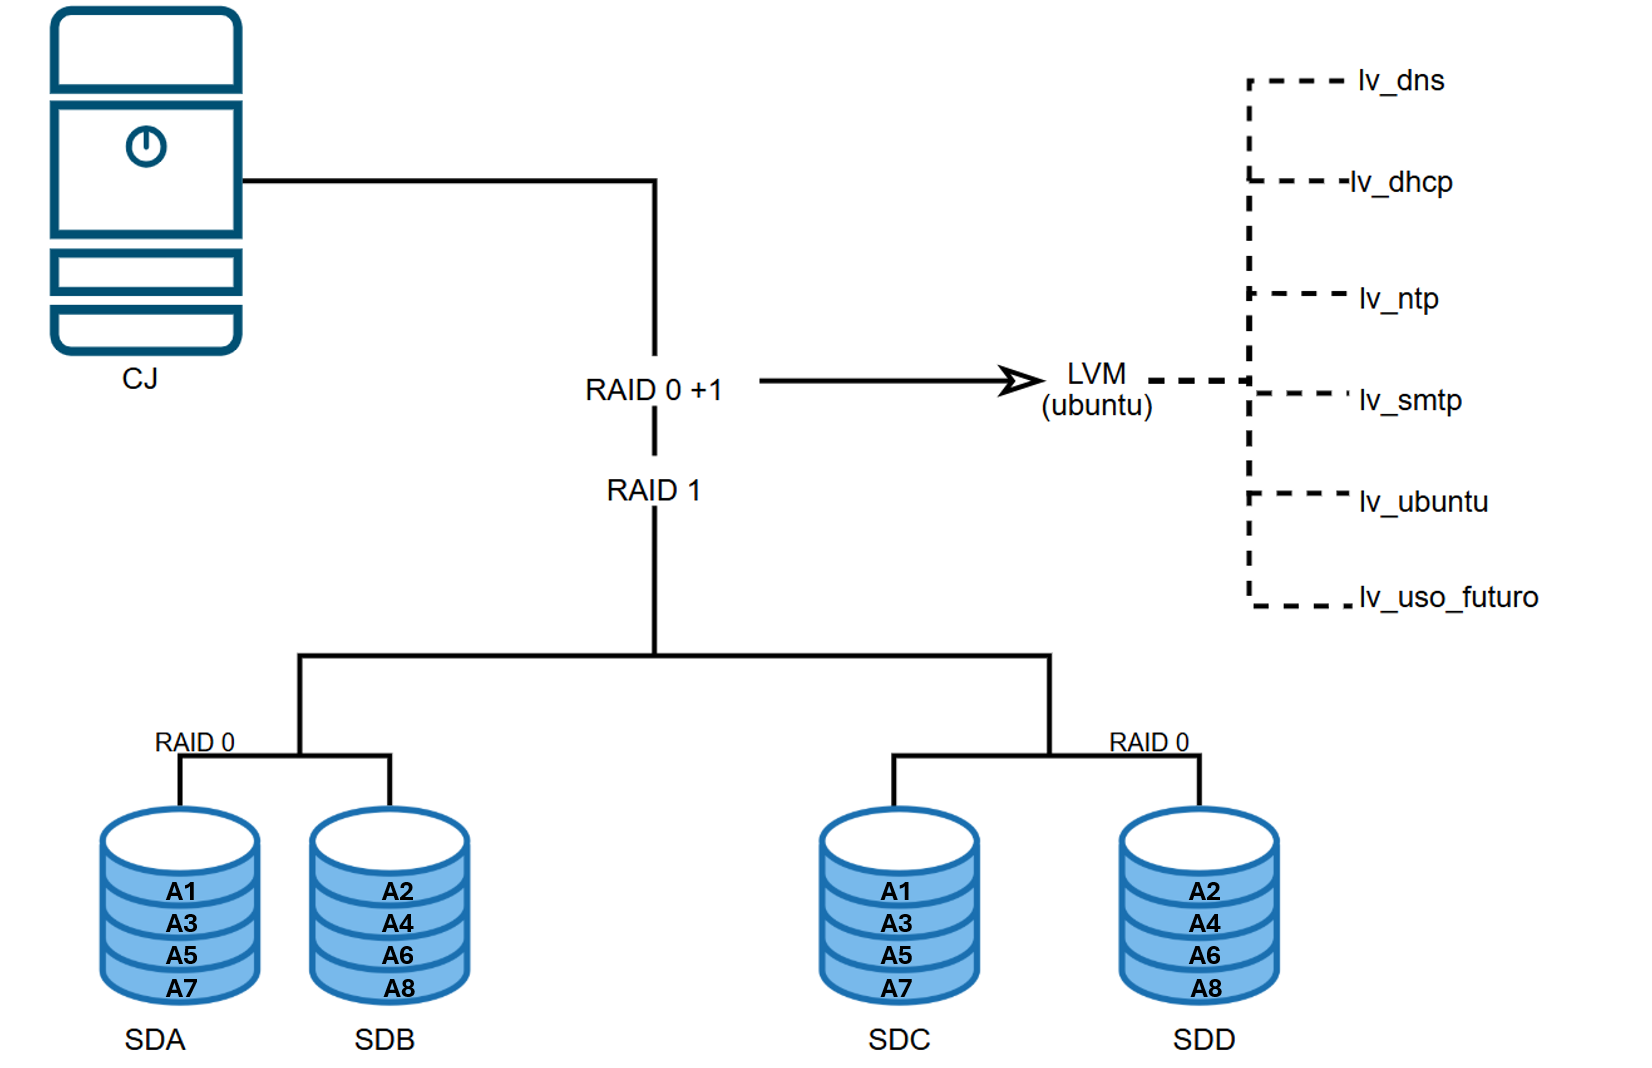 lv_dns
lv_dhcp
lv_ntp
CJ
RAID 0 +1
LVM
(ubuntu)
lv_smtp
RAID 1
lv_ubuntu
lv_uso_futuro
RAID 0
RAID 0
A1
A3
A5
A7
A2
A4
A6
A8
A1
A3
A5
A7
A2
A4
A6
A8
SDA
SDB
SDC
SDD